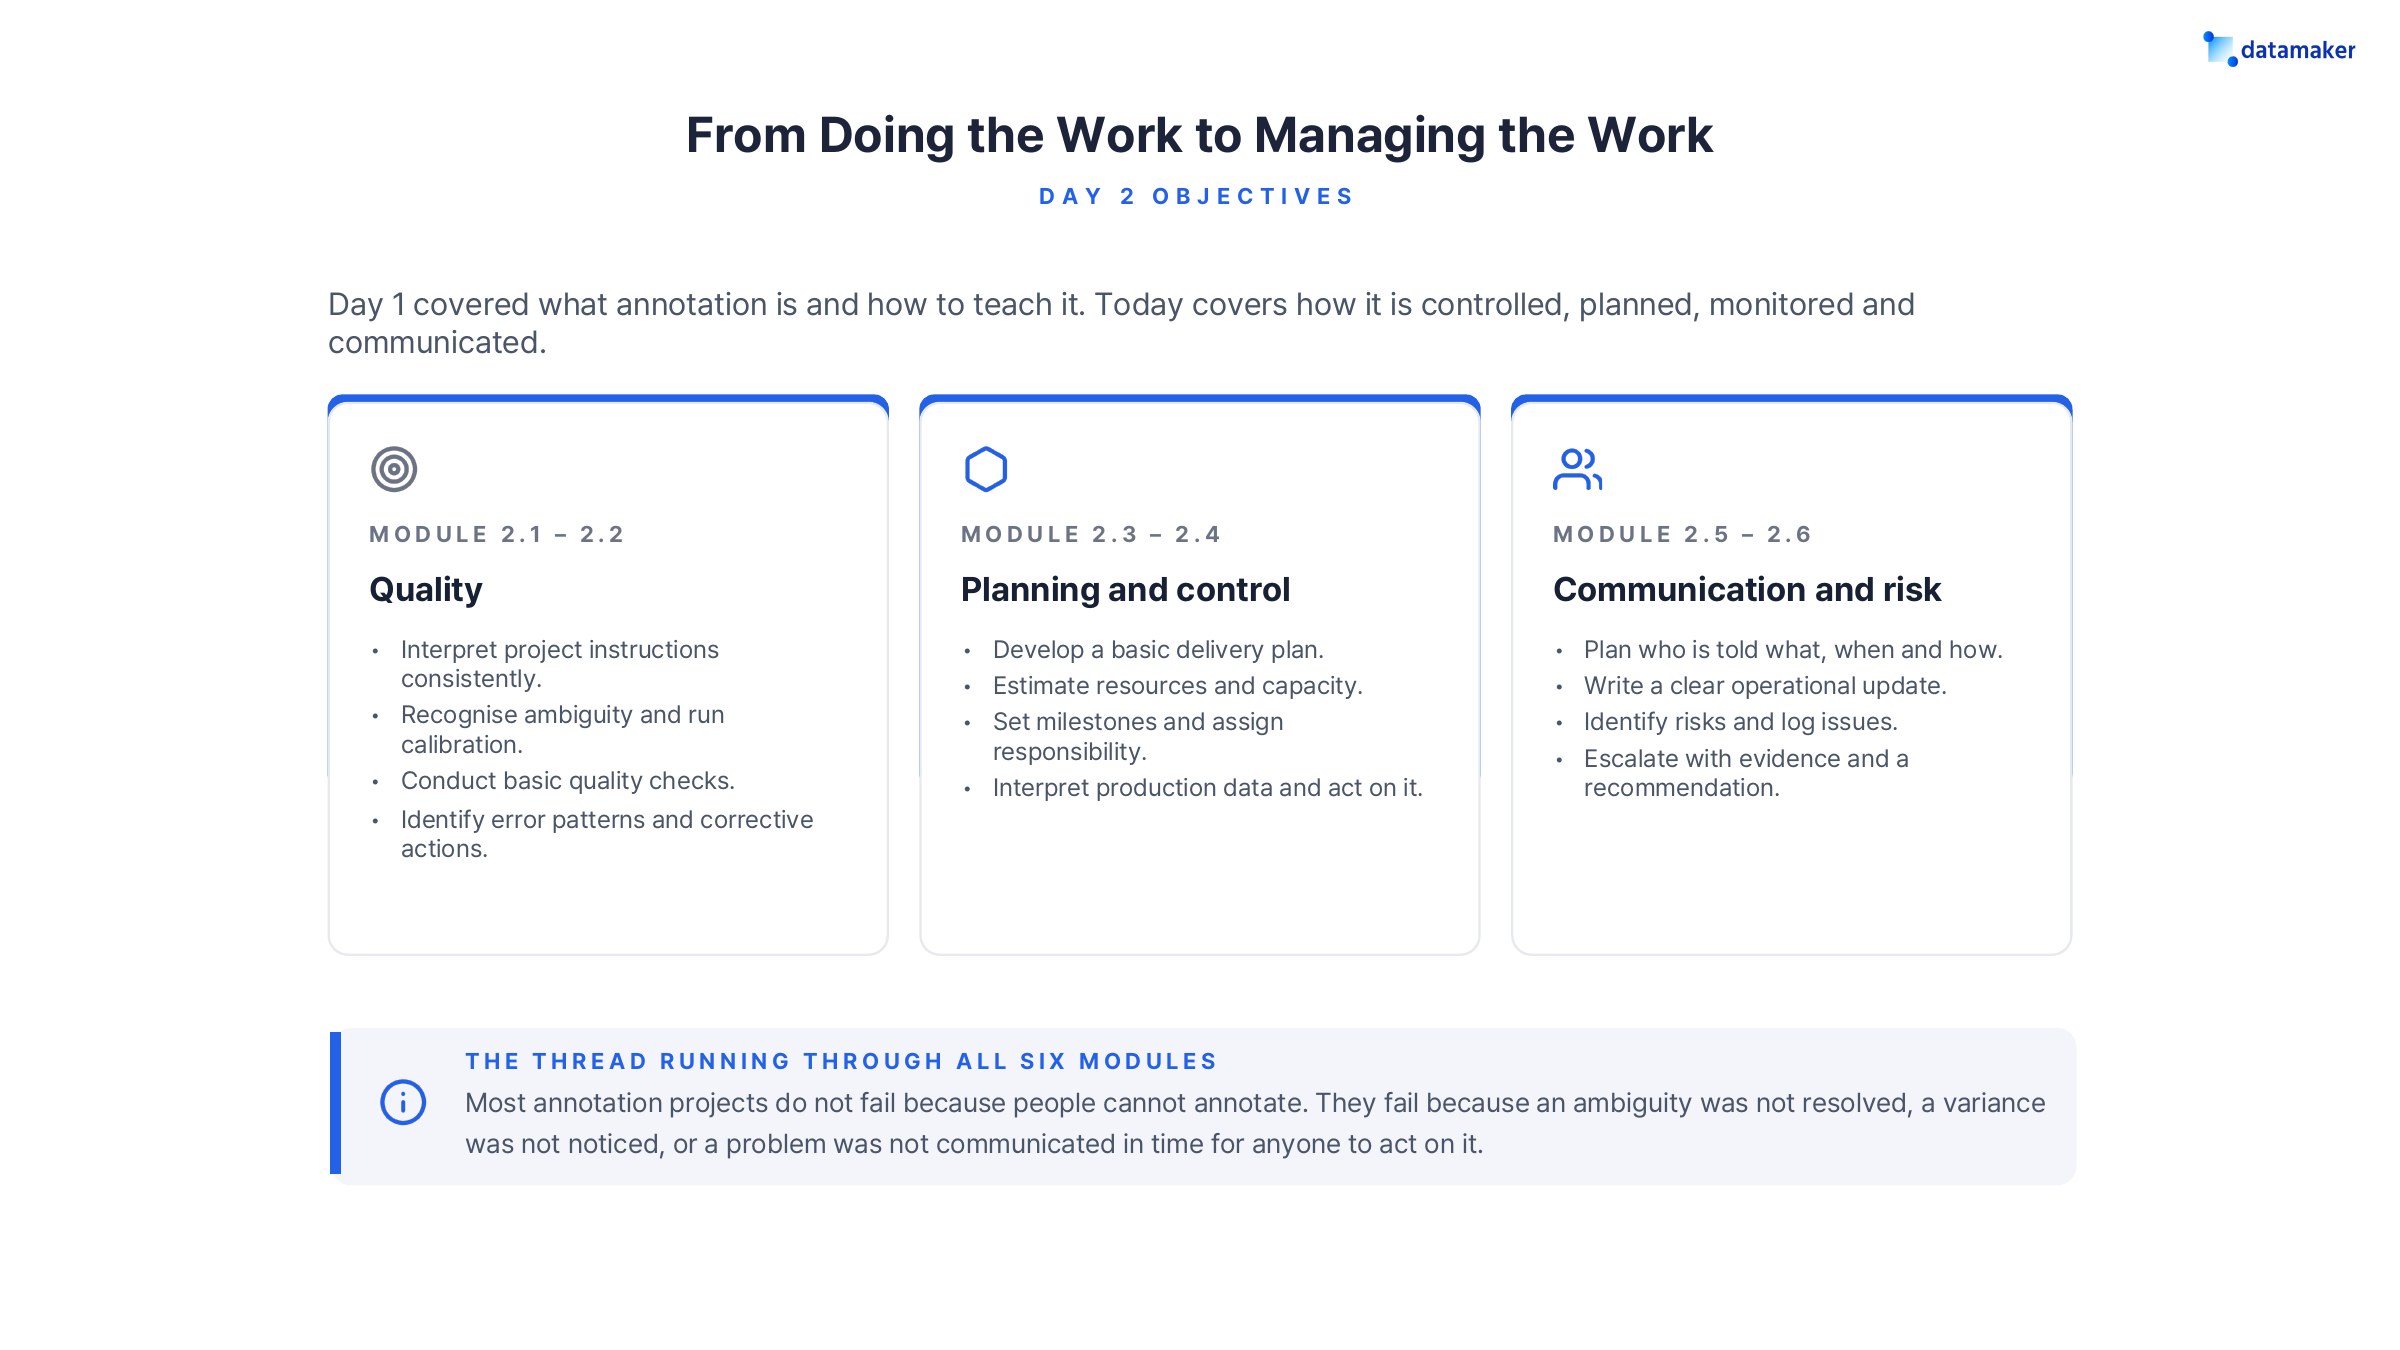 datamaker
From Doing the Work to Managing the Work
DAY 2 OBJECTIVES
Day 1 covered what annotation is and how to teach it. Today covers how it is controlled, planned, monitored and
communicated.
MODULE 2.1 – 2.2
Quality
• Interpret project instructions
consistently.
• Recognise ambiguity and run
calibration.
• Conduct basic quality checks.
• Identify error patterns and corrective
actions.
MODULE 2.3 – 2.4
Planning and control
• Develop a basic delivery plan.
• Estimate resources and capacity.
• Set milestones and assign
responsibility.
• Interpret production data and act on it.
MODULE 2.5 – 2.6
Communication and risk
• Plan who is told what, when and how.
• Write a clear operational update.
• Identify risks and log issues.
• Escalate with evidence and a
recommendation.
THE THREAD RUNNING THROUGH ALL SIX MODULES
Most annotation projects do not fail because people cannot annotate. They fail because an ambiguity was not resolved, a variance
was not noticed, or a problem was not communicated in time for anyone to act on it.